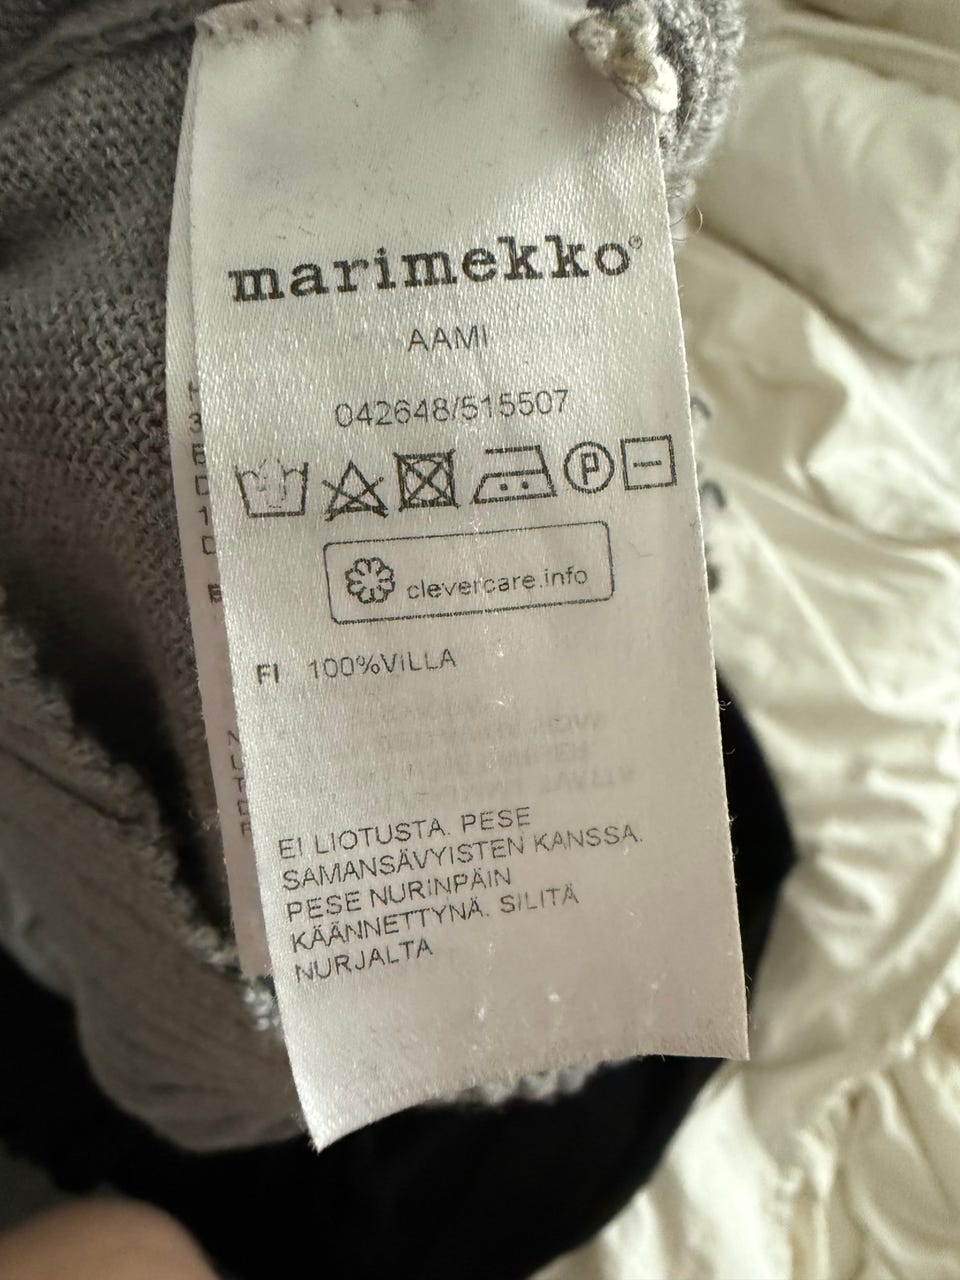 marimekko®
AAMI
042648/515507
P
clevercare.info
FI 100%VILLA
EI LIOTUSTA. PESE
SAMANSÄVYISTEN KANSSA.
PESE NURINPÄIN
KÄÄNNETTYNÄ. SILITÄ
NURJALTA